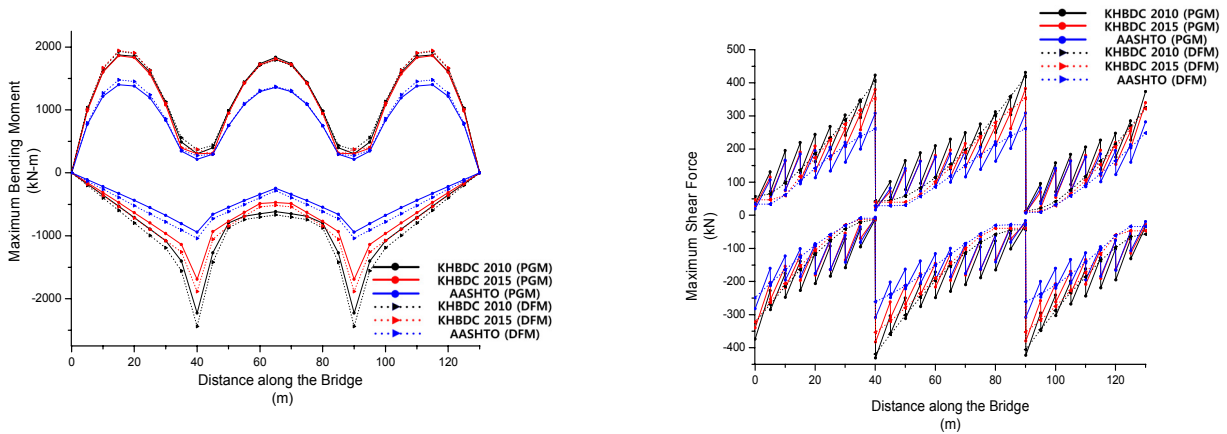 Maximum Bending Moment
(kN-m)
2000
1000
0
-1000
-2000
KHBDC 2010 (PGM)
KHBDC 2015 (PGM)
AASHTO (PGM)
KHBDC 2010 (DFM)
KHBDC 2015 (DFM)
AASHTO (DFM)
0 20 40 60 80 100 120
Distance along the Bridge
(m)
KHBDC 2010 (PGM)
KHBDC 2015 (PGM)
AASHTO (PGM)
KHBDC 2010 (DFM)
KHBDC 2015 (DFM)
AASHTO (DFM)
Maximum Shear Force
(kN)
500
400
300
200
100
0
-100
-200
-300
-400
0 20 40 60 80 100 120
Distance along the Bridge
(m)